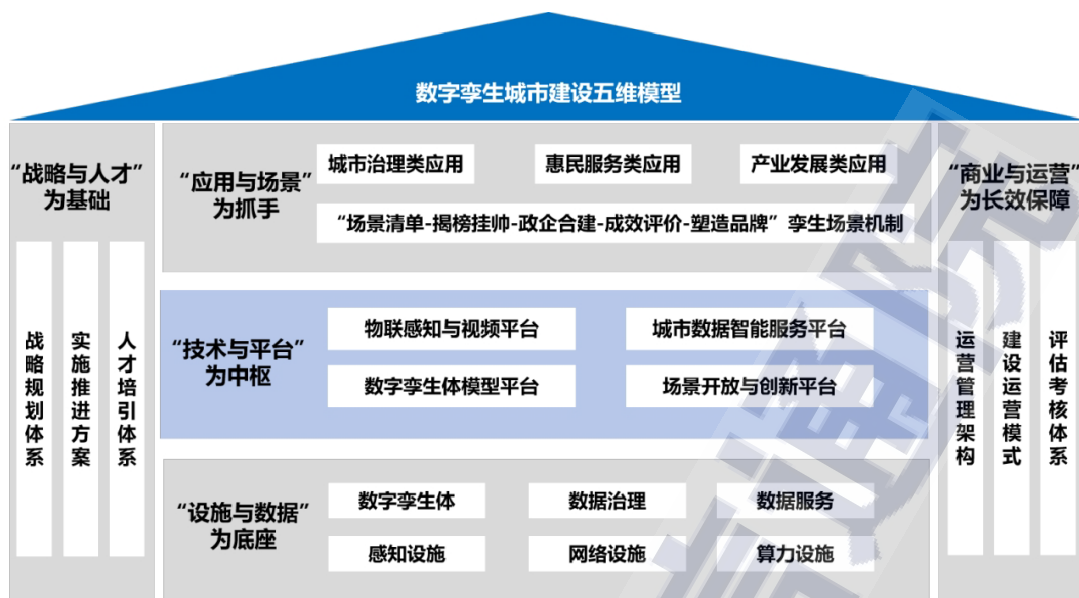 数字孪生城市建设五维模型
“战略与人才”
为基础
战略规划体系
实施推进方案
人才培引体系
“应用与场景”
为抓手
城市治理类应用
惠民服务类应用
产业发展类应用
“场景清单-揭榜挂帅-政企合建-成效评价-塑造品牌”孪生场景机制
“技术与平台”
为中枢
物联感知与视频平台
城市数据智能服务平台
数字孪生体模型平台
场景开放与创新平台
“设施与数据”
为底座
数字孪生体
数据治理
数据服务
感知设施
网络设施
算力设施
“商业与运营”
为长效保障
运营管理架构
建设运营模式
评估考核体系